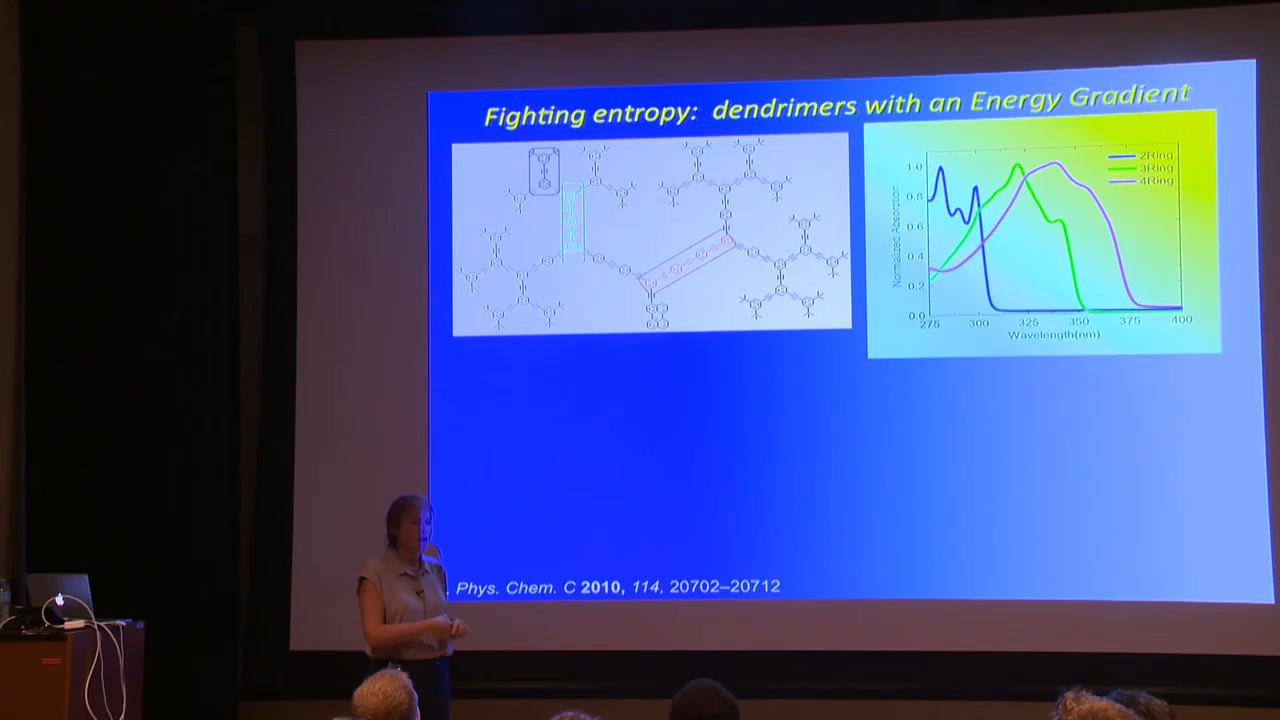 Fighting entropy: dendrimers with an Energy Gradient
2Ring
3Ring
4Ring
Normalized Absorption
1.0
0.8
0.6
0.4
0.2
0.0
275 300 325 350 375 400
Wavelength(nm)
. Phys. Chem. C 2010, 114, 20702–20712